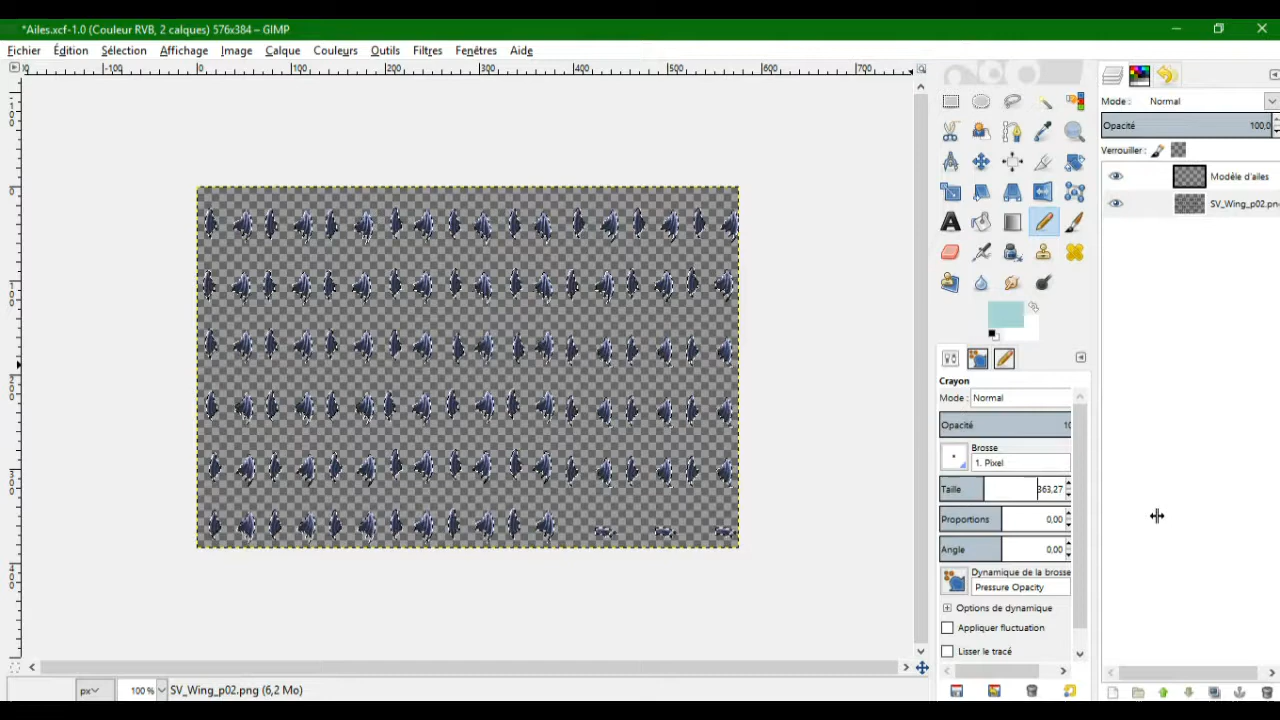 *Ailes.xcf-1.0 (Couleur RVB, 2 calques) 576x384 – GIMP
Fichier Édition Sélection Affichage Image Calque Couleurs Outils Filtres Fenêtres Aide
-100 0 100 200 300 400 500 600 700
Mode : Normal
Opacité 100,0
Verrouiller :
Modèle d'ailes
SV_Wing_p02.pn
Crayon
Mode : Normal
Opacité 10
Brosse
1. Pixel
Taille 363,27
Proportions 0,00
Angle 0,00
Dynamique de la brosse
Pressure Opacity
Options de dynamique
Appliquer fluctuation
Lisser le tracé
px 100 % SV_Wing_p02.png (6,2 Mo)